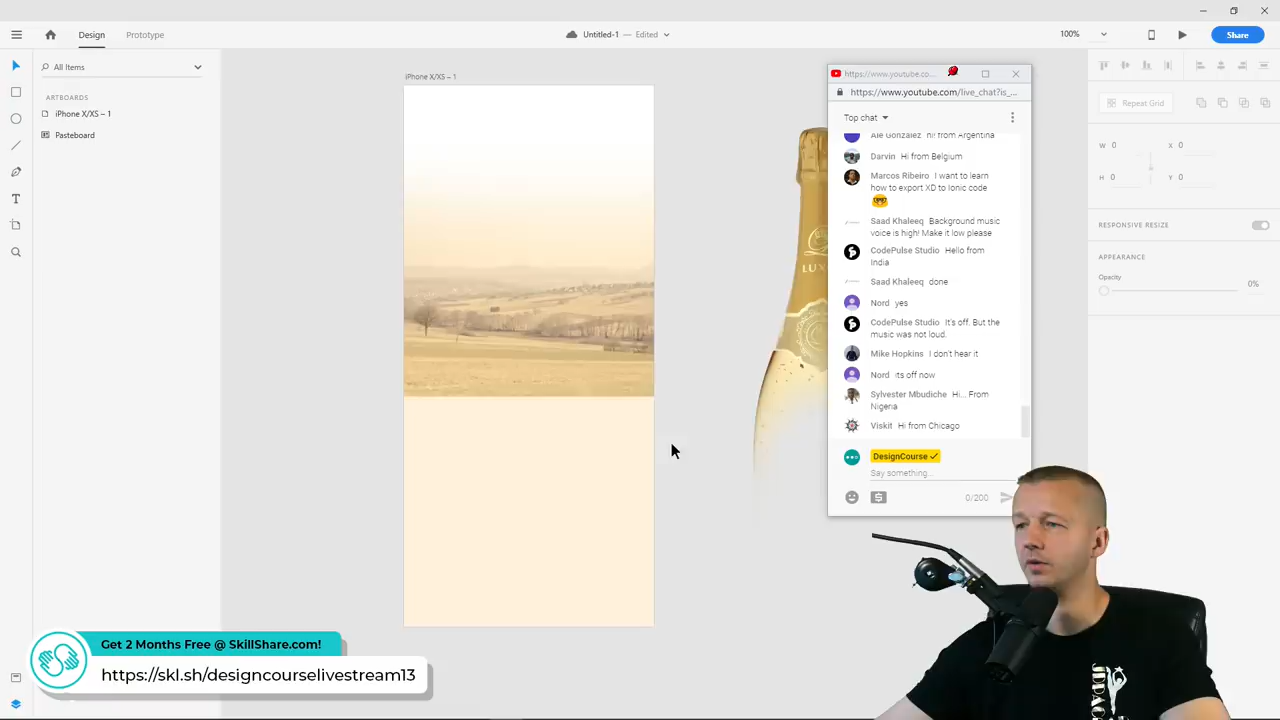 Design
Prototype
Untitled-1 — Edited
100%
Share
All Items
ARTBOARDS
iPhone X/XS – 1
Pasteboard
iPhone X/XS – 1
https://www.youtube.co...
https://www.youtube.com/live_chat?is_...
Top chat
Ale Gonzalez hi! from Argentina
Darvin Hi from Belgium
Marcos Ribeiro I want to learn
how to export XD to Ionic code
Saad Khaleeq Background music
voice is high! Make it low please
CodePulse Studio Hello from
India
Saad Khaleeq done
Nord yes
CodePulse Studio It's off. But the
music was not loud.
Mike Hopkins I don't hear it
Nord its off now
Sylvester Mbudiche Hi... From
Nigeria
Viskit Hi from Chicago
DesignCourse
Say something...
0/200
Repeat Grid
W 0 X 0
H 0 Y 0
RESPONSIVE RESIZE
APPEARANCE
Opacity
0%
LUX
Get 2 Months Free @ SkillShare.com!
https://skl.sh/designcourselivestream13